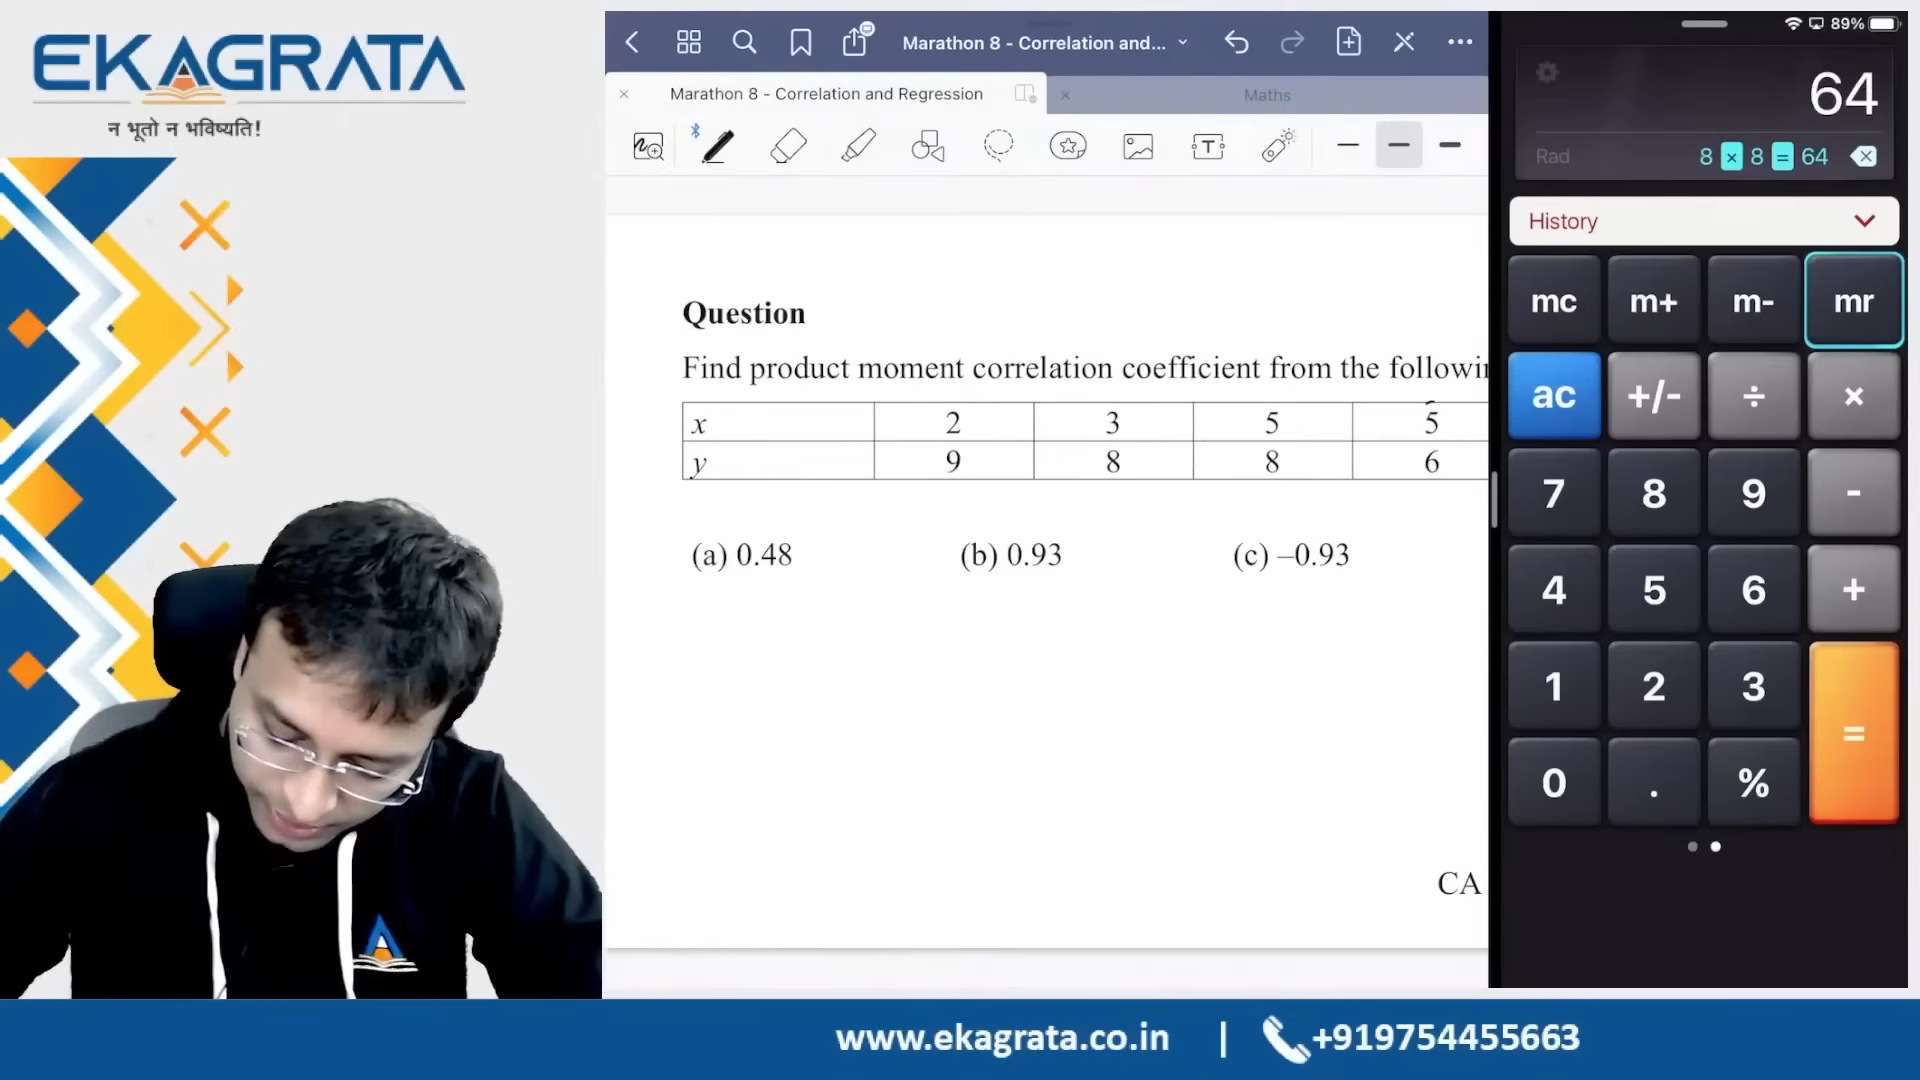 EKAGRATA
न भूतो न भविष्यति!
Marathon 8 - Correlation and...
Marathon 8 - Correlation and Regression
Maths
T
Question
Find product moment correlation coefficient from the followin
x 2 3 5 5
y 9 8 8 6
(a) 0.48 (b) 0.93 (c) –0.93
CA
89%
64
Rad 8 × 8 = 64
History
mc m+ m- mr
ac +/- ÷ ×
7 8 9 -
4 5 6 +
1 2 3
0 . % =
www.ekagrata.co.in | +919754455663